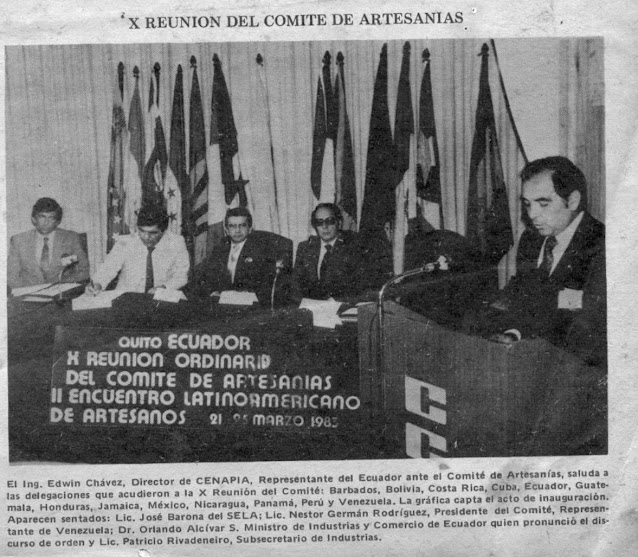 X REUNION DEL COMITE DE ARTESANIAS
QUITO ECUADOR
X REUNION ORDINARIA
DEL COMITE DE ARTESANIAS
II ENCUENTRO LATINOAMERICANO
DE ARTESANOS 21 25 MARZO 1983
El Ing. Edwin Chávez, Director de CENAPIA, Representante del Ecuador ante el Comité de Artesanías, saluda a
las delegaciones que acudieron a la X Reunión del Comité: Barbados, Bolivia, Costa Rica, Cuba, Ecuador, Guate-
mala, Honduras, Jamaica, México, Nicaragua, Panamá, Perú y Venezuela. La gráfica capta el acto de inauguración.
Aparecen sentados: Lic. José Barona del SELA; Lic. Nestor Germán Rodríguez, Presidente del Comité, Represen-
tante de Venezuela; Dr. Orlando Alcívar S. Ministro de Industrias y Comercio de Ecuador quien pronunció el dis-
curso de orden y Lic. Patricio Rivadeneiro, Subsecretario de Industrias.